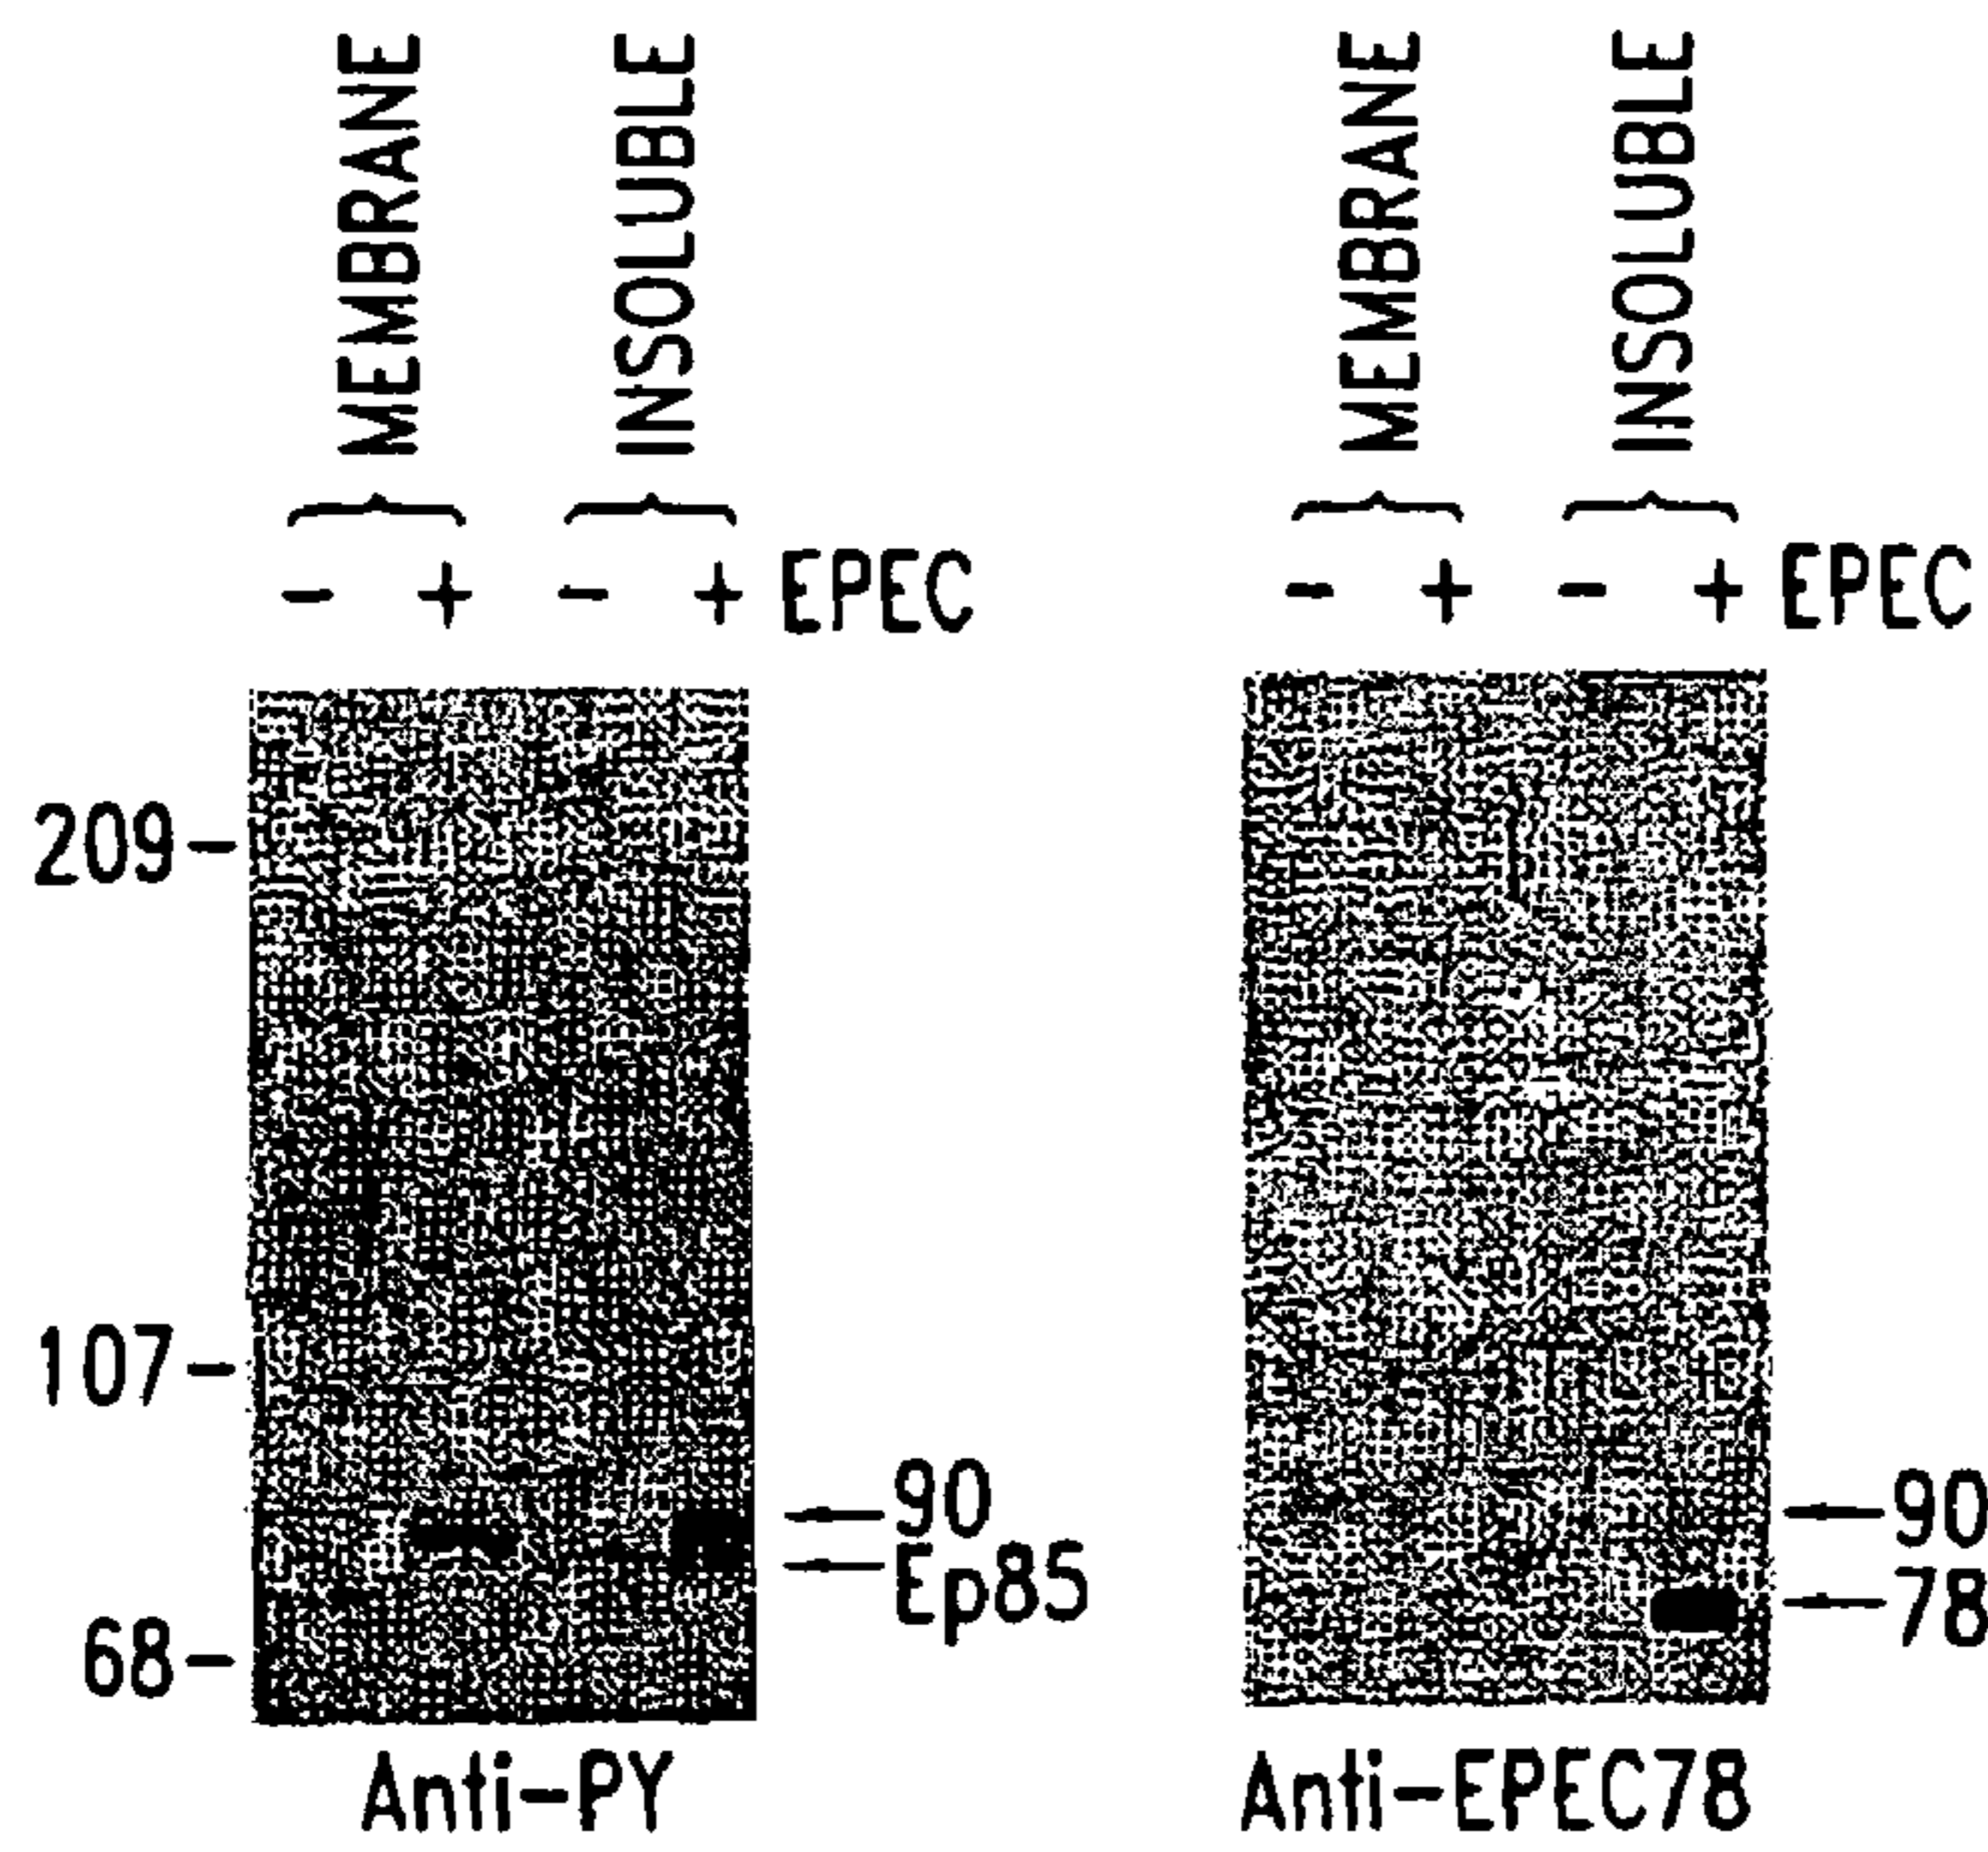 MEMBRANE INSOLUBLE
- + - + EPEC
209
107
68
90
Ep85
Anti-PY
MEMBRANE INSOLUBLE
- + - + EPEC
90
78
Anti-EPEC78